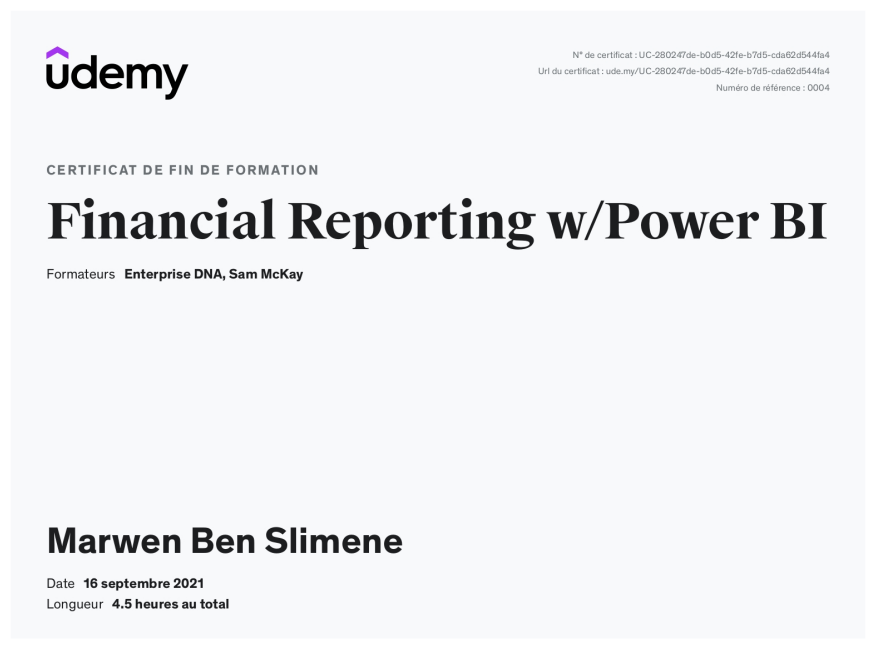 udemy
N° de certificat : UC-280247de-b0d5-42fe-b7d5-cda62d544fa4
Url du certificat : ude.my/UC-280247de-b0d5-42fe-b7d5-cda62d544fa4
Numéro de référence : 0004
CERTIFICAT DE FIN DE FORMATION
Financial Reporting w/Power BI
Formateurs Enterprise DNA, Sam McKay
Marwen Ben Slimene
Date 16 septembre 2021
Longueur 4.5 heures au total